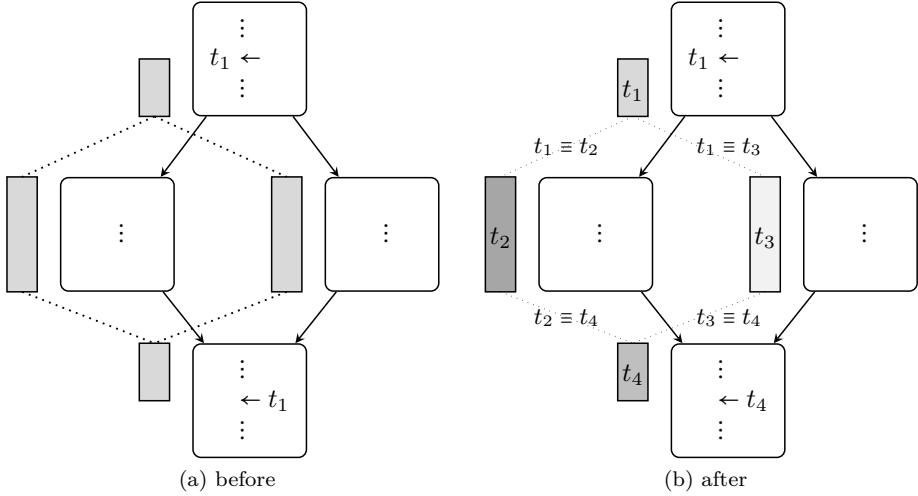 ⋮
t₁ ←
⋮
⋮
⋮
⋮
← t₁
⋮
(a) before
⋮
t₁ ←
⋮
t₁
t₁ ≡ t₂
t₁ ≡ t₃
t₂
⋮
t₃
⋮
t₂ ≡ t₄
t₃ ≡ t₄
t₄
⋮
← t₄
⋮
(b) after